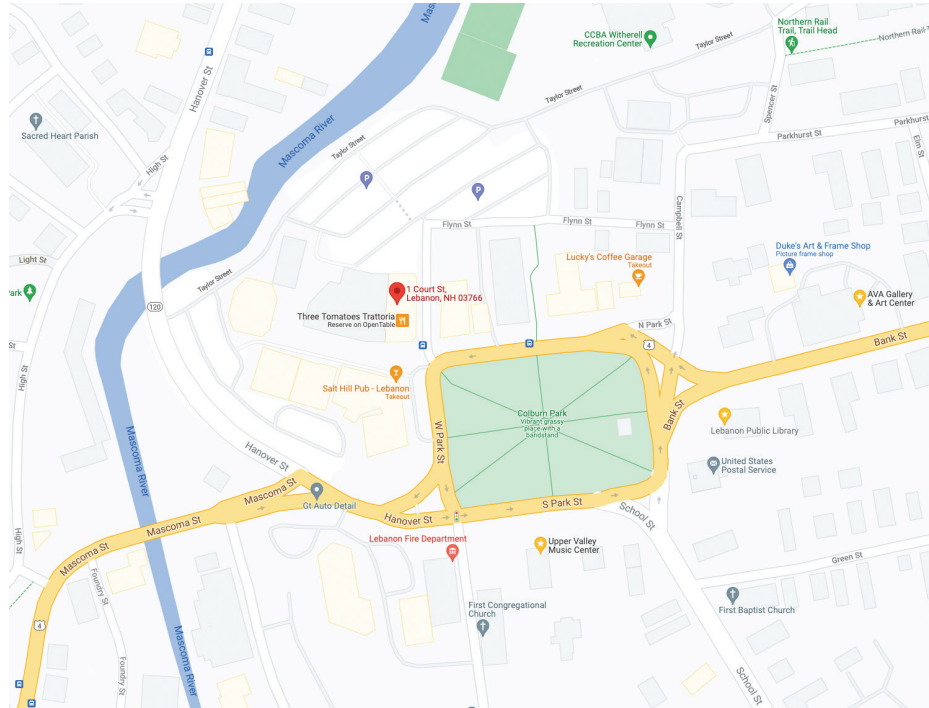 CCBA Witherell
Recreation Center
Northern Rail
Trail, Trail Head
Northern Rail T
Taylor Street
Taylor Street
Hanover St
Sacred Heart Parish
High St
Mascoma River
Taylor Street
P
P
Spencer St
Parkhurst St
Parkhurst
Elm St
Campbell St
Flynn St
Flynn St
Light St
Park
Taylor Street
120
1 Court St,
Lebanon, NH 03766
Three Tomatoes Trattoria
Reserve on OpenTable
Lucky's Coffee Garage
Takeout
Duke's Art & Frame Shop
Picture frame shop
AVA Gallery
& Art Center
N Park St
4
Bank St
St
High St
Salt Hill Pub - Lebanon
Takeout
Colburn Park
Vibrant grassy
place with a
bandstand
W Park St
Bank St
Lebanon Public Library
Mascoma River
Hanover St
United States
Postal Service
Mascoma St
Gt Auto Detail
Hanover St
S Park St
School St
Mascoma St
Mascoma St
High St
Lebanon Fire Department
Upper Valley
Music Center
Green St
Foundry St
First Congregational
Church
First Baptist Church
4
Foundry St
Mascoma River
School St